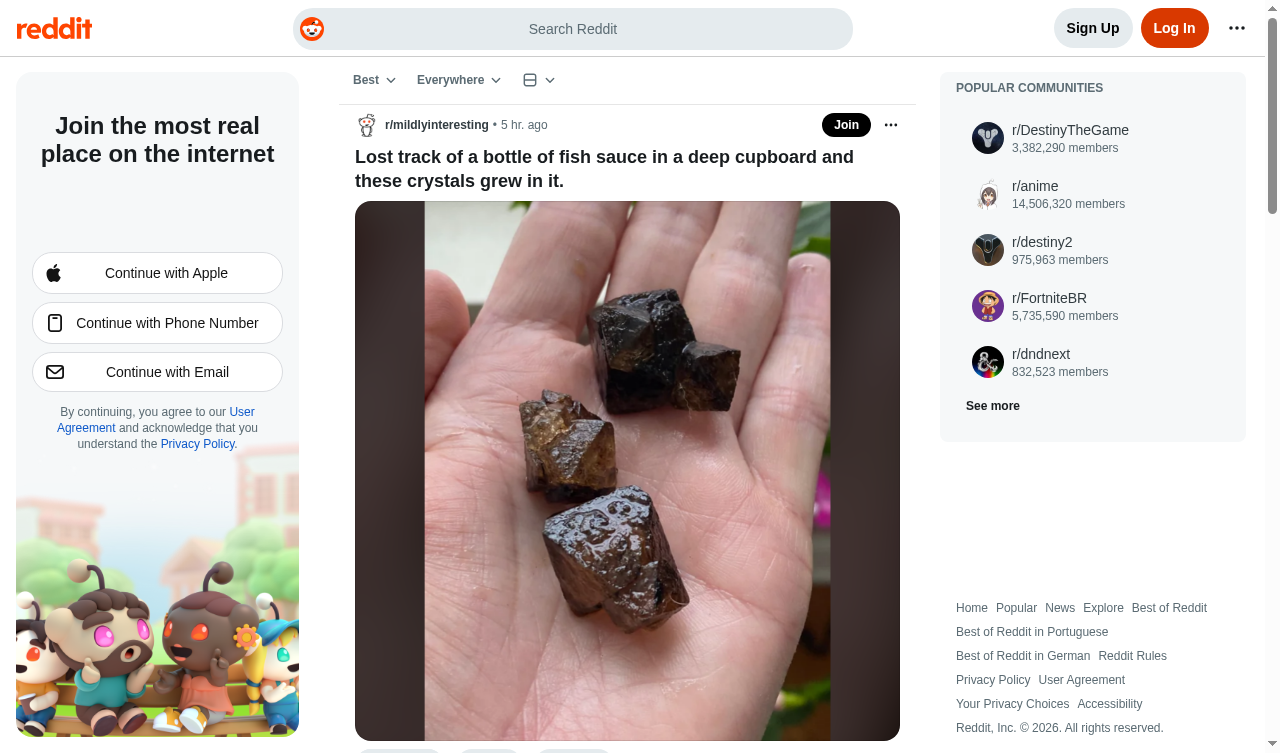 reddit
Search Reddit
Sign Up
Log In
Join the most real
place on the internet
Continue with Apple
Continue with Phone Number
Continue with Email
By continuing, you agree to our User
Agreement and acknowledge that you
understand the Privacy Policy.
Best
Everywhere
r/mildlyinteresting • 5 hr. ago
Join
Lost track of a bottle of fish sauce in a deep cupboard and
these crystals grew in it.
POPULAR COMMUNITIES
r/DestinyTheGame
3,382,290 members
r/anime
14,506,320 members
r/destiny2
975,963 members
r/FortniteBR
5,735,590 members
r/dndnext
832,523 members
See more
Home Popular News Explore Best of Reddit
Best of Reddit in Portuguese
Best of Reddit in German Reddit Rules
Privacy Policy User Agreement
Your Privacy Choices Accessibility
Reddit, Inc. © 2026. All rights reserved.